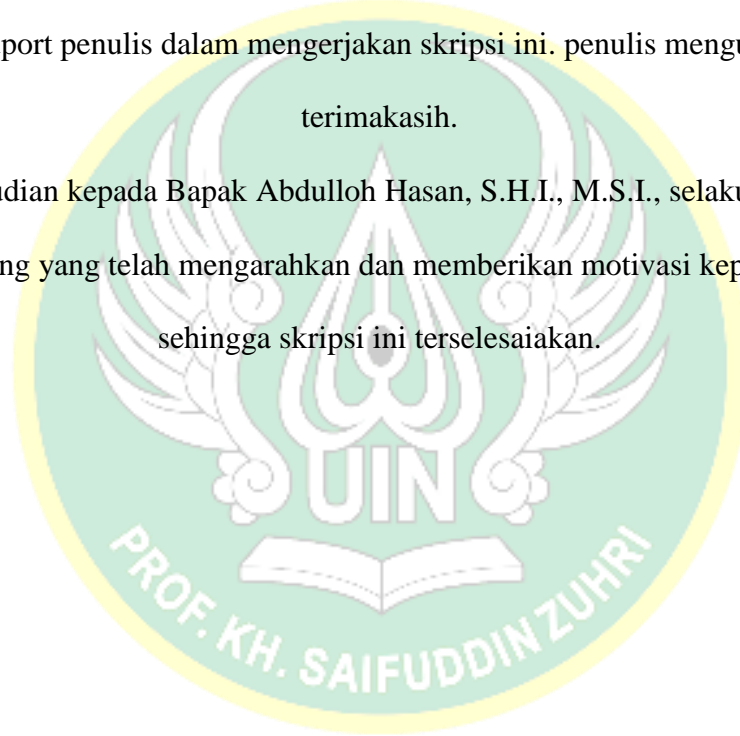 port penulis dalam mengerjakan skripsi ini. penulis mengu
terimakasih.
udian kepada Bapak Abdulloh Hasan, S.H.I., M.S.I., selaku
ng yang telah mengarahkan dan memberikan motivasi kep
sehingga skripsi ini terselesaiakan.
UIN
PROF. KH. SAIFUDDIN ZUHRI